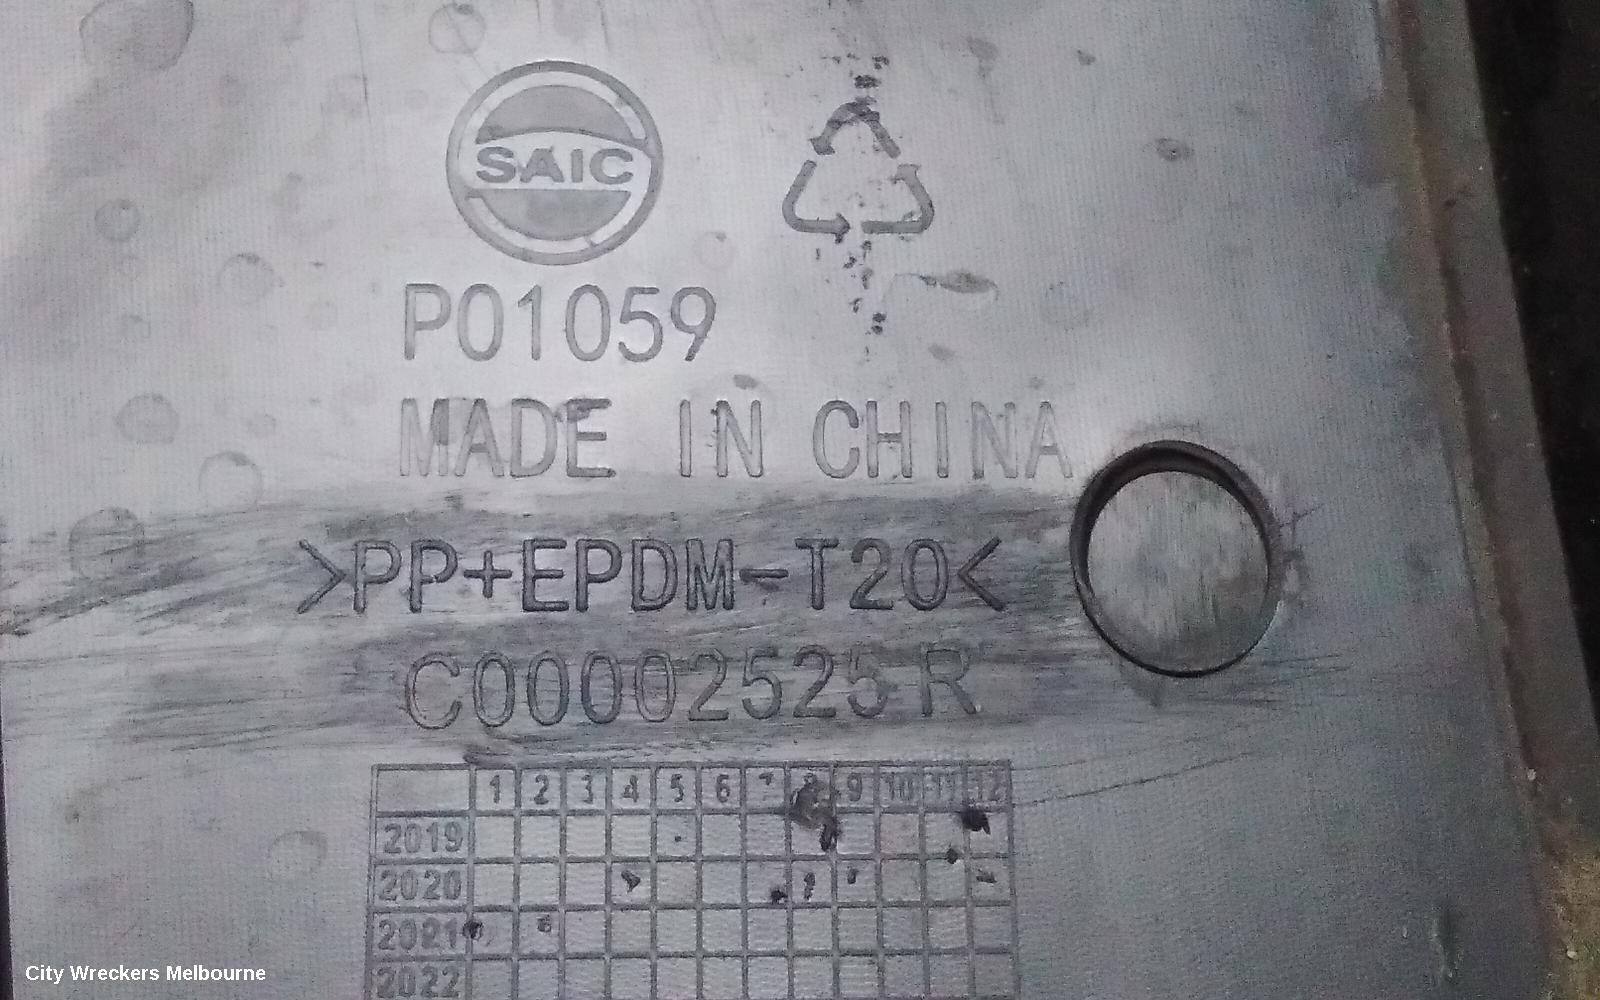 SAIC
P01059
MADE IN CHINA
>PP+EPDM-T20<
C00002525 R
1 2 3 4 5 6 7 8 9 10 11 12
2019
2020
2021
2022
City Wreckers Melbourne